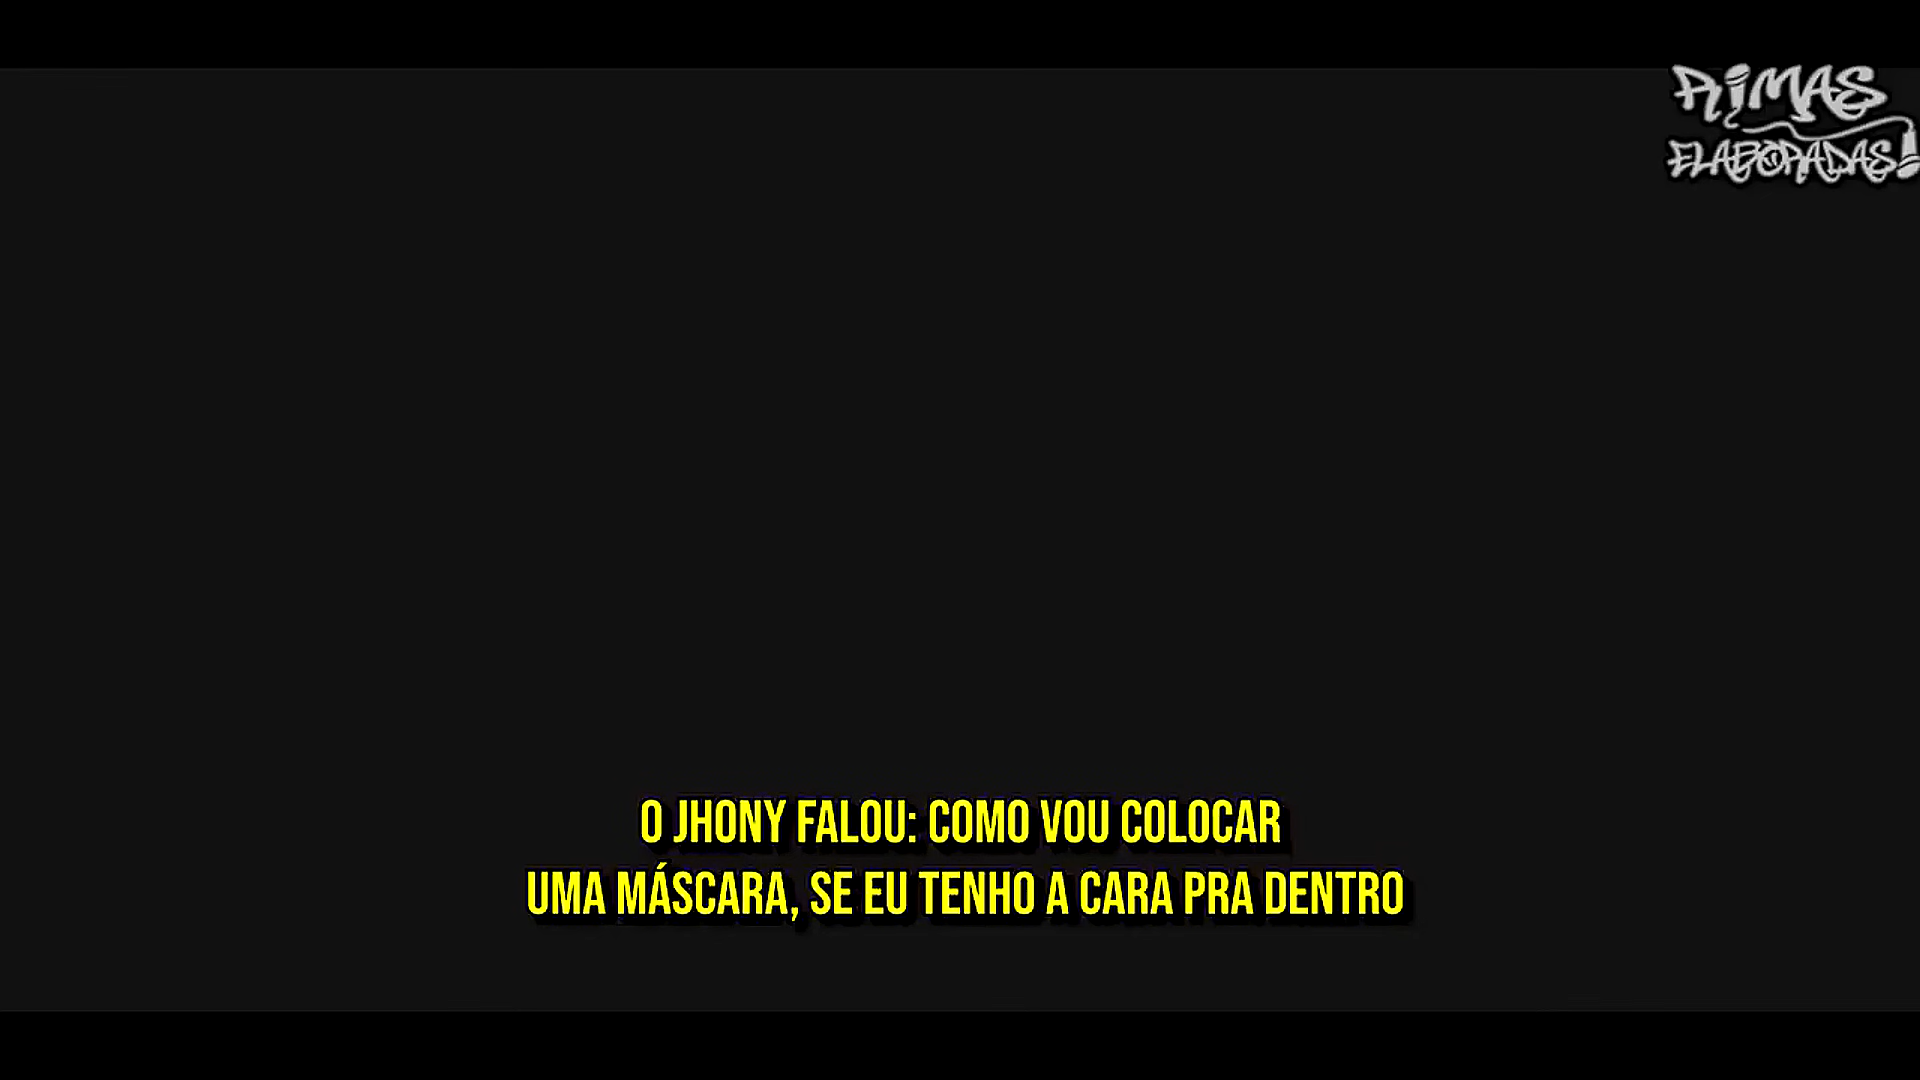 RIMAS
ELABORADAS
O JHONY FALOU: COMO VOU COLOCAR
UMA MÁSCARA, SE EU TENHO A CARA PRA DENTRO